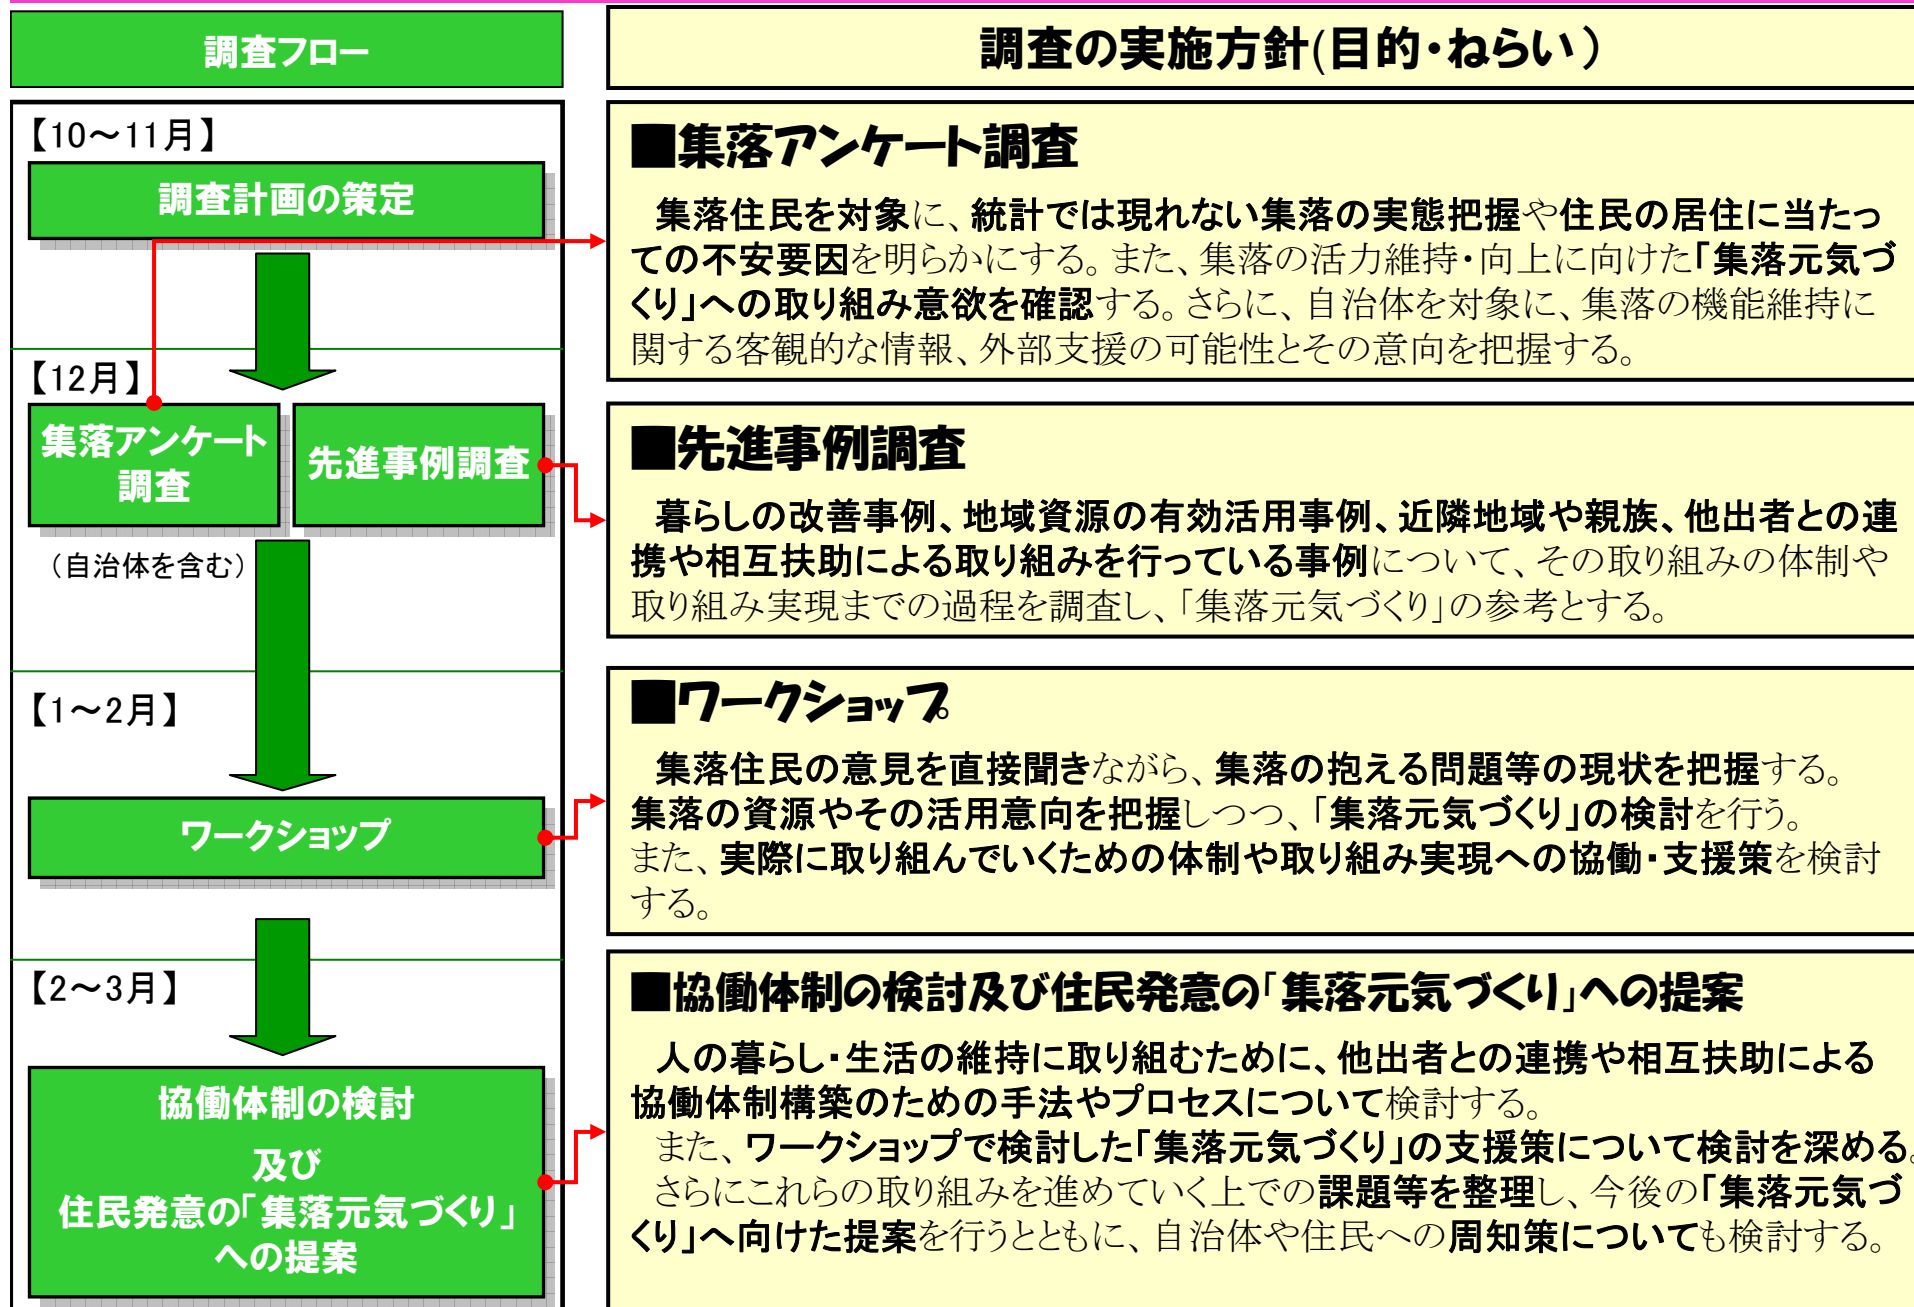 調査フロー
調査の実施方針(目的・ねらい)
【10～11月】
調査計画の策定
【12月】
集落アンケート
調査
先進事例調査
（自治体を含む）
【1～2月】
ワークショップ
【2～3月】
協働体制の検討
及び
住民発意の「集落元気づくり」
への提案
■集落アンケート調査
集落住民を対象に、統計では現れない集落の実態把握や住民の居住に当たっ
ての不安要因を明らかにする。また、集落の活力維持・向上に向けた「集落元気づ
くり」への取り組み意欲を確認する。さらに、自治体を対象に、集落の機能維持に
関する客観的な情報、外部支援の可能性とその意向を把握する。
■先進事例調査
暮らしの改善事例、地域資源の有効活用事例、近隣地域や親族、他出者との連
携や相互扶助による取り組みを行っている事例について、その取り組みの体制や
取り組み実現までの過程を調査し、「集落元気づくり」の参考とする。
■ワークショップ
集落住民の意見を直接聞きながら、集落の抱える問題等の現状を把握する。
集落の資源やその活用意向を把握しつつ、「集落元気づくり」の検討を行う。
また、実際に取り組んでいくための体制や取り組み実現への協働・支援策を検討
する。
■協働体制の検討及び住民発意の「集落元気づくり」への提案
人の暮らし・生活の維持に取り組むために、他出者との連携や相互扶助による
協働体制構築のための手法やプロセスについて検討する。
また、ワークショップで検討した「集落元気づくり」の支援策について検討を深める。
さらにこれらの取り組みを進めていく上での課題等を整理し、今後の「集落元気づ
くり」へ向けた提案を行うとともに、自治体や住民への周知策についても検討する。